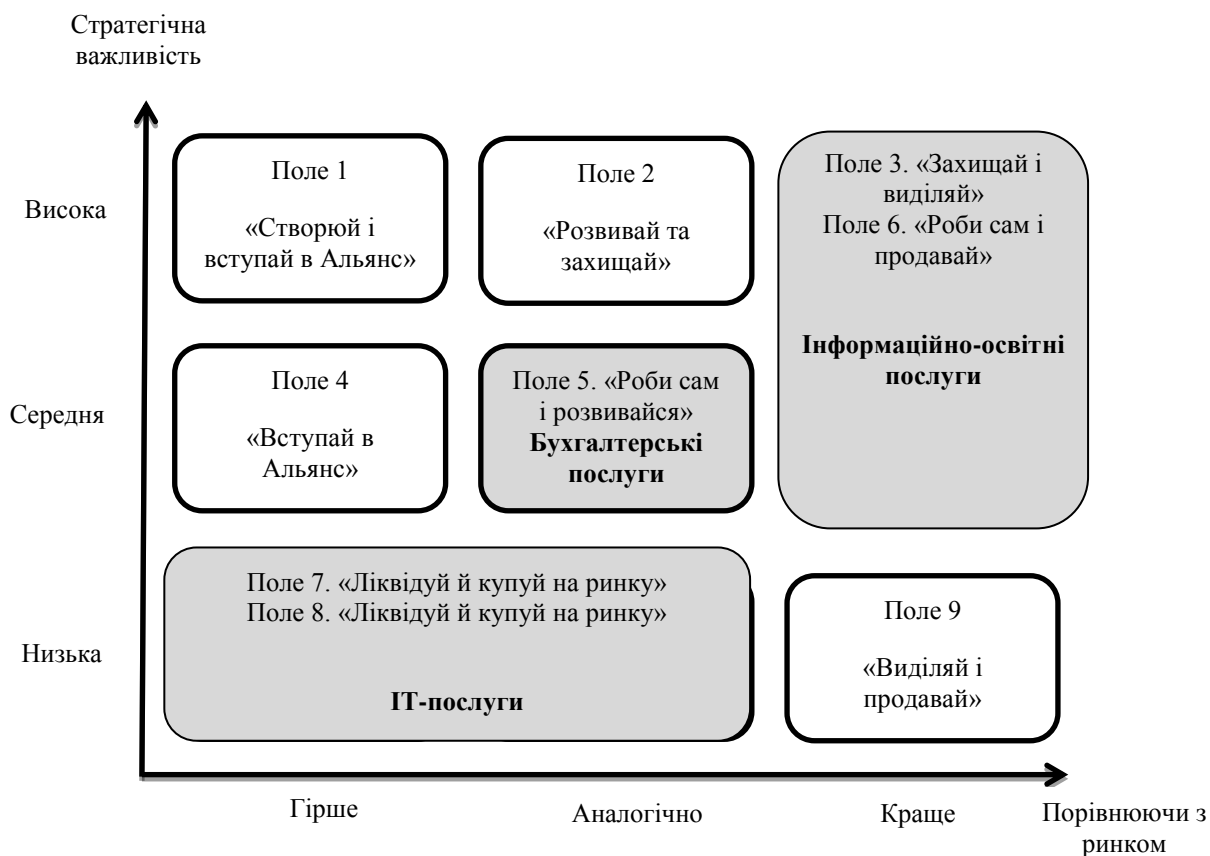 Стратегічна
важливість
Висока
Поле 1
«Створюй і
вступай в Альянс»
Поле 2
«Розвивай та
захищай»
Поле 3. «Захищай і
виділяй»
Поле 6. «Роби сам і
продавай»
Інформаційно-освітні
послуги
Середня
Поле 4
«Вступай в
Альянс»
Поле 5. «Роби сам
і розвивайся»
Бухгалтерські
послуги
Низька
Поле 7. «Ліквідуй й купуй на ринку»
Поле 8. «Ліквідуй й купуй на ринку»
ІТ-послуги
Поле 9
«Виділяй і
продавай»
Гірше
Аналогічно
Краще
Порівнюючи з
ринком